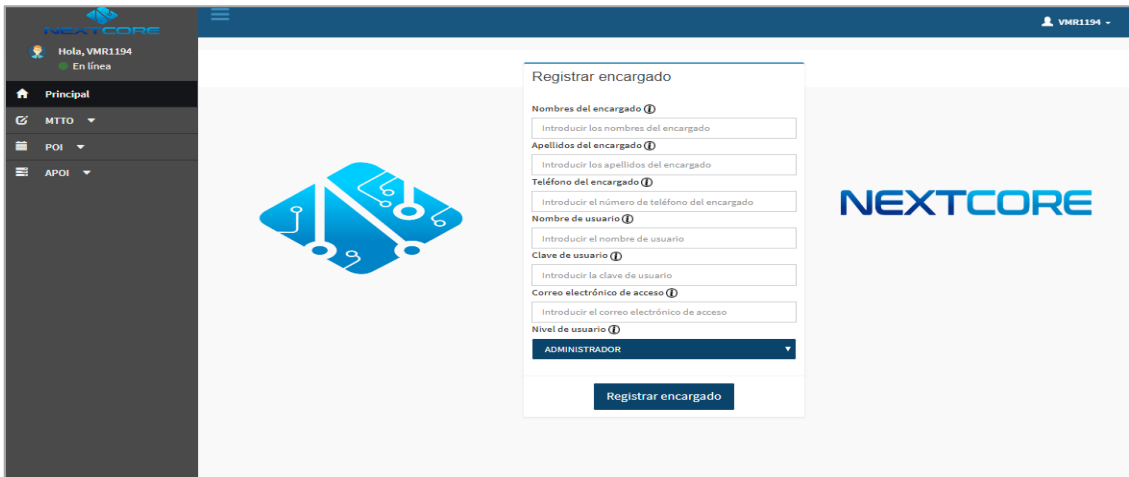 NEXTCORE
VMR1194
Hola, VMR1194
En línea
Principal
MTTO
POI
APOI
Registrar encargado
Nombres del encargado
Introducir los nombres del encargado
Apellidos del encargado
Introducir los apellidos del encargado
Teléfono del encargado
Introducir el número de teléfono del encargado
Nombre de usuario
Introducir el nombre de usuario
Clave de usuario
Introducir la clave de usuario
Correo electrónico de acceso
Introducir el correo electrónico de acceso
Nivel de usuario
ADMINISTRADOR
Registrar encargado
NEXTCORE